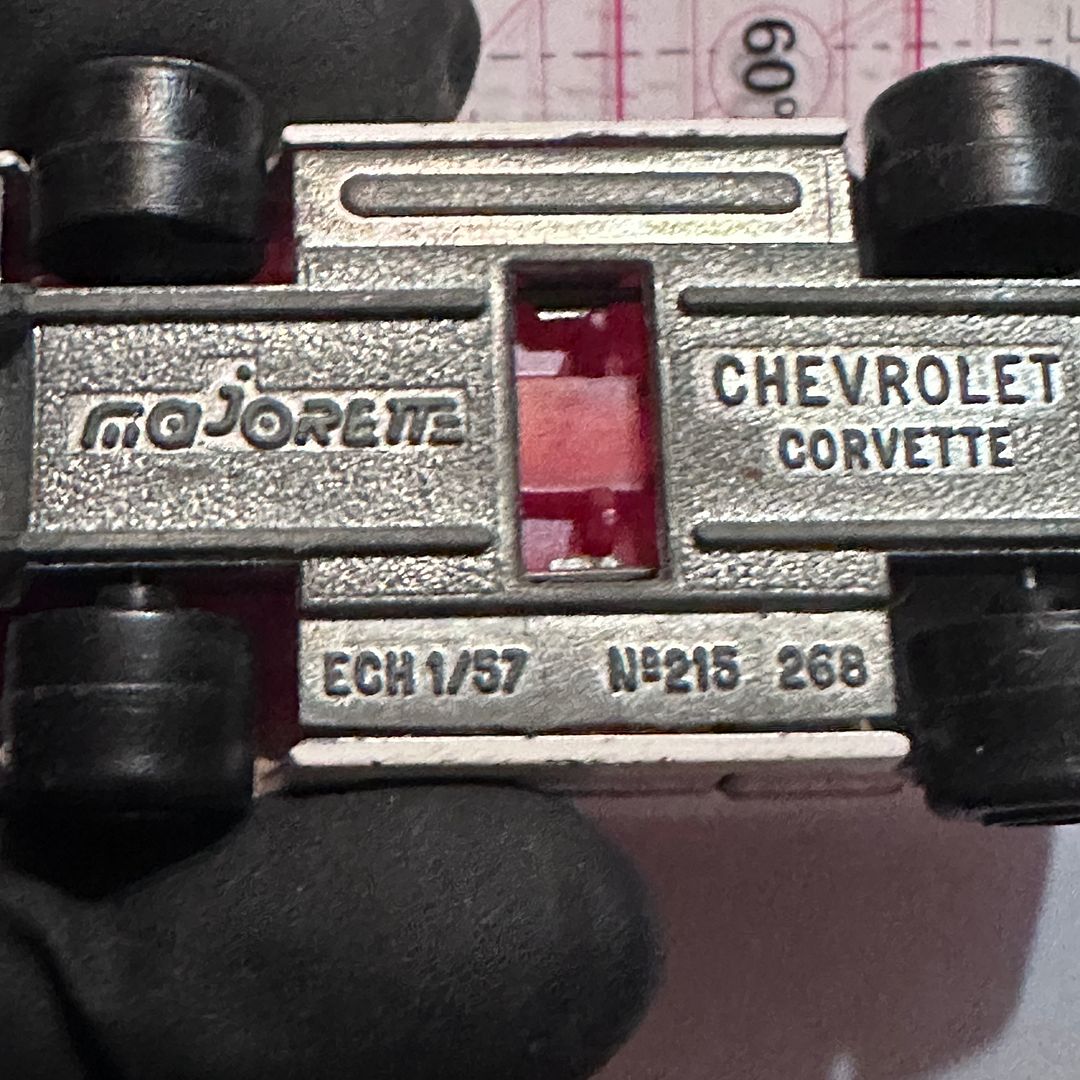 60°
majORETTE
CHEVROLET
CORVETTE
ECH 1/57 Nº215 268